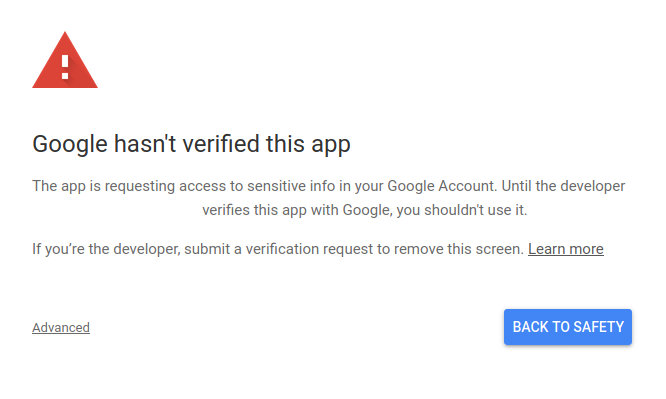 Google hasn't verified this app
The app is requesting access to sensitive info in your Google Account. Until the developer
verifies this app with Google, you shouldn't use it.
If you’re the developer, submit a verification request to remove this screen. Learn more
Advanced
BACK TO SAFETY